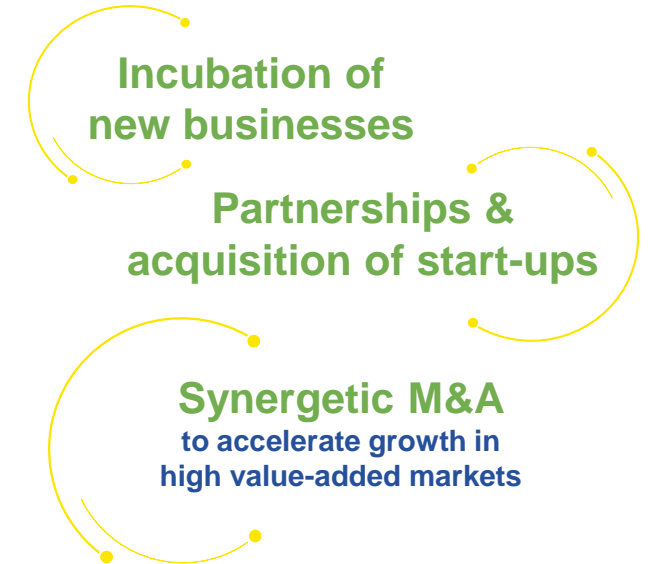 Incubation of
new businesses
Partnerships &
acquisition of start-ups
Synergetic M&A
to accelerate growth in
high value-added markets